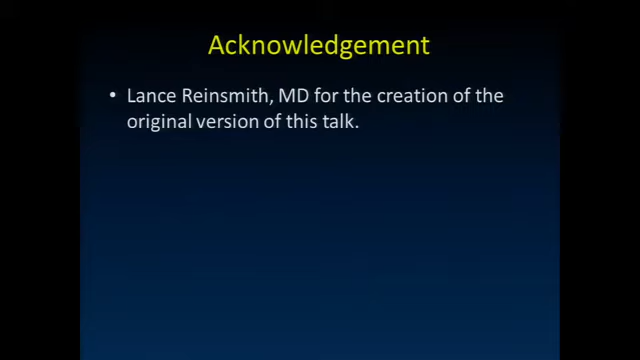 Acknowledgement
• Lance Reinsmith, MD for the creation of the
original version of this talk.